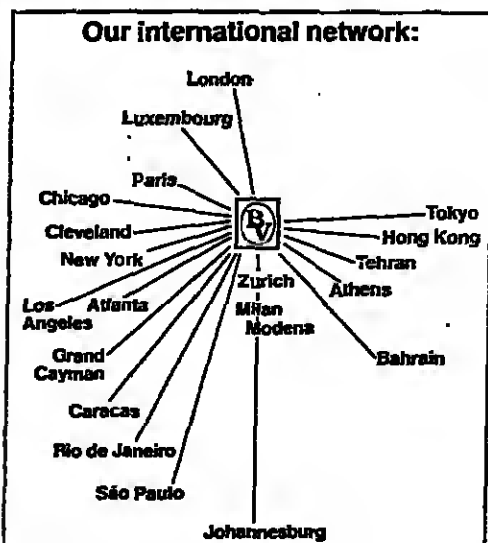 Our international network:
London
Luxembourg
Paris
Chicago
Cleveland
New York
Los
Angeles
Atlanta
Grand
Cayman
Caracas
Rio de Janeiro
São Paulo
Johannesburg
BV
Zurich
Milan
Modena
Tokyo
Hong Kong
Tehran
Athens
Bahrain